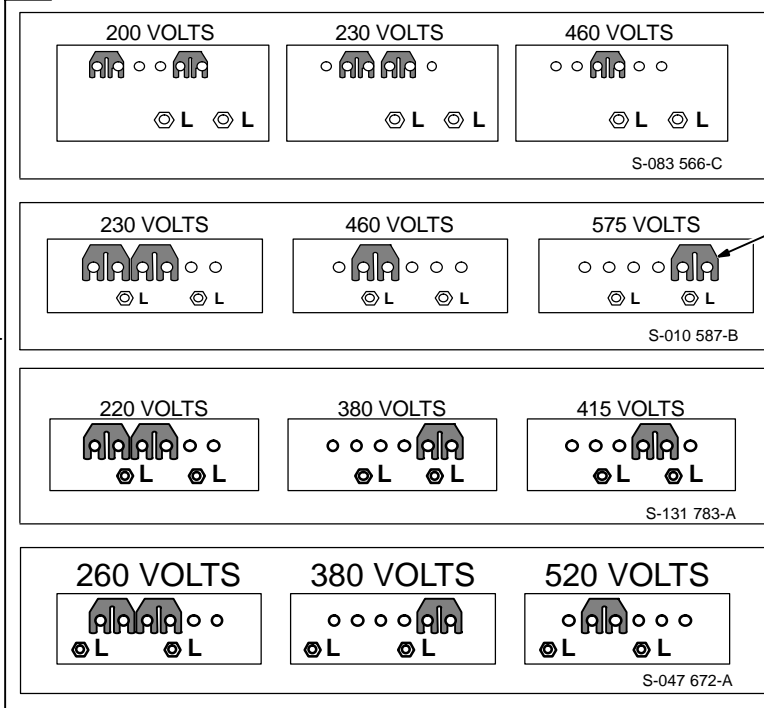 200 VOLTS 230 VOLTS 460 VOLTS
L L L L L L
S-083 566-C
230 VOLTS 460 VOLTS 575 VOLTS
L L L L L L
S-010 587-B
220 VOLTS 380 VOLTS 415 VOLTS
L L L L L L
S-131 783-A
260 VOLTS 380 VOLTS 520 VOLTS
L L L L L L
S-047 672-A